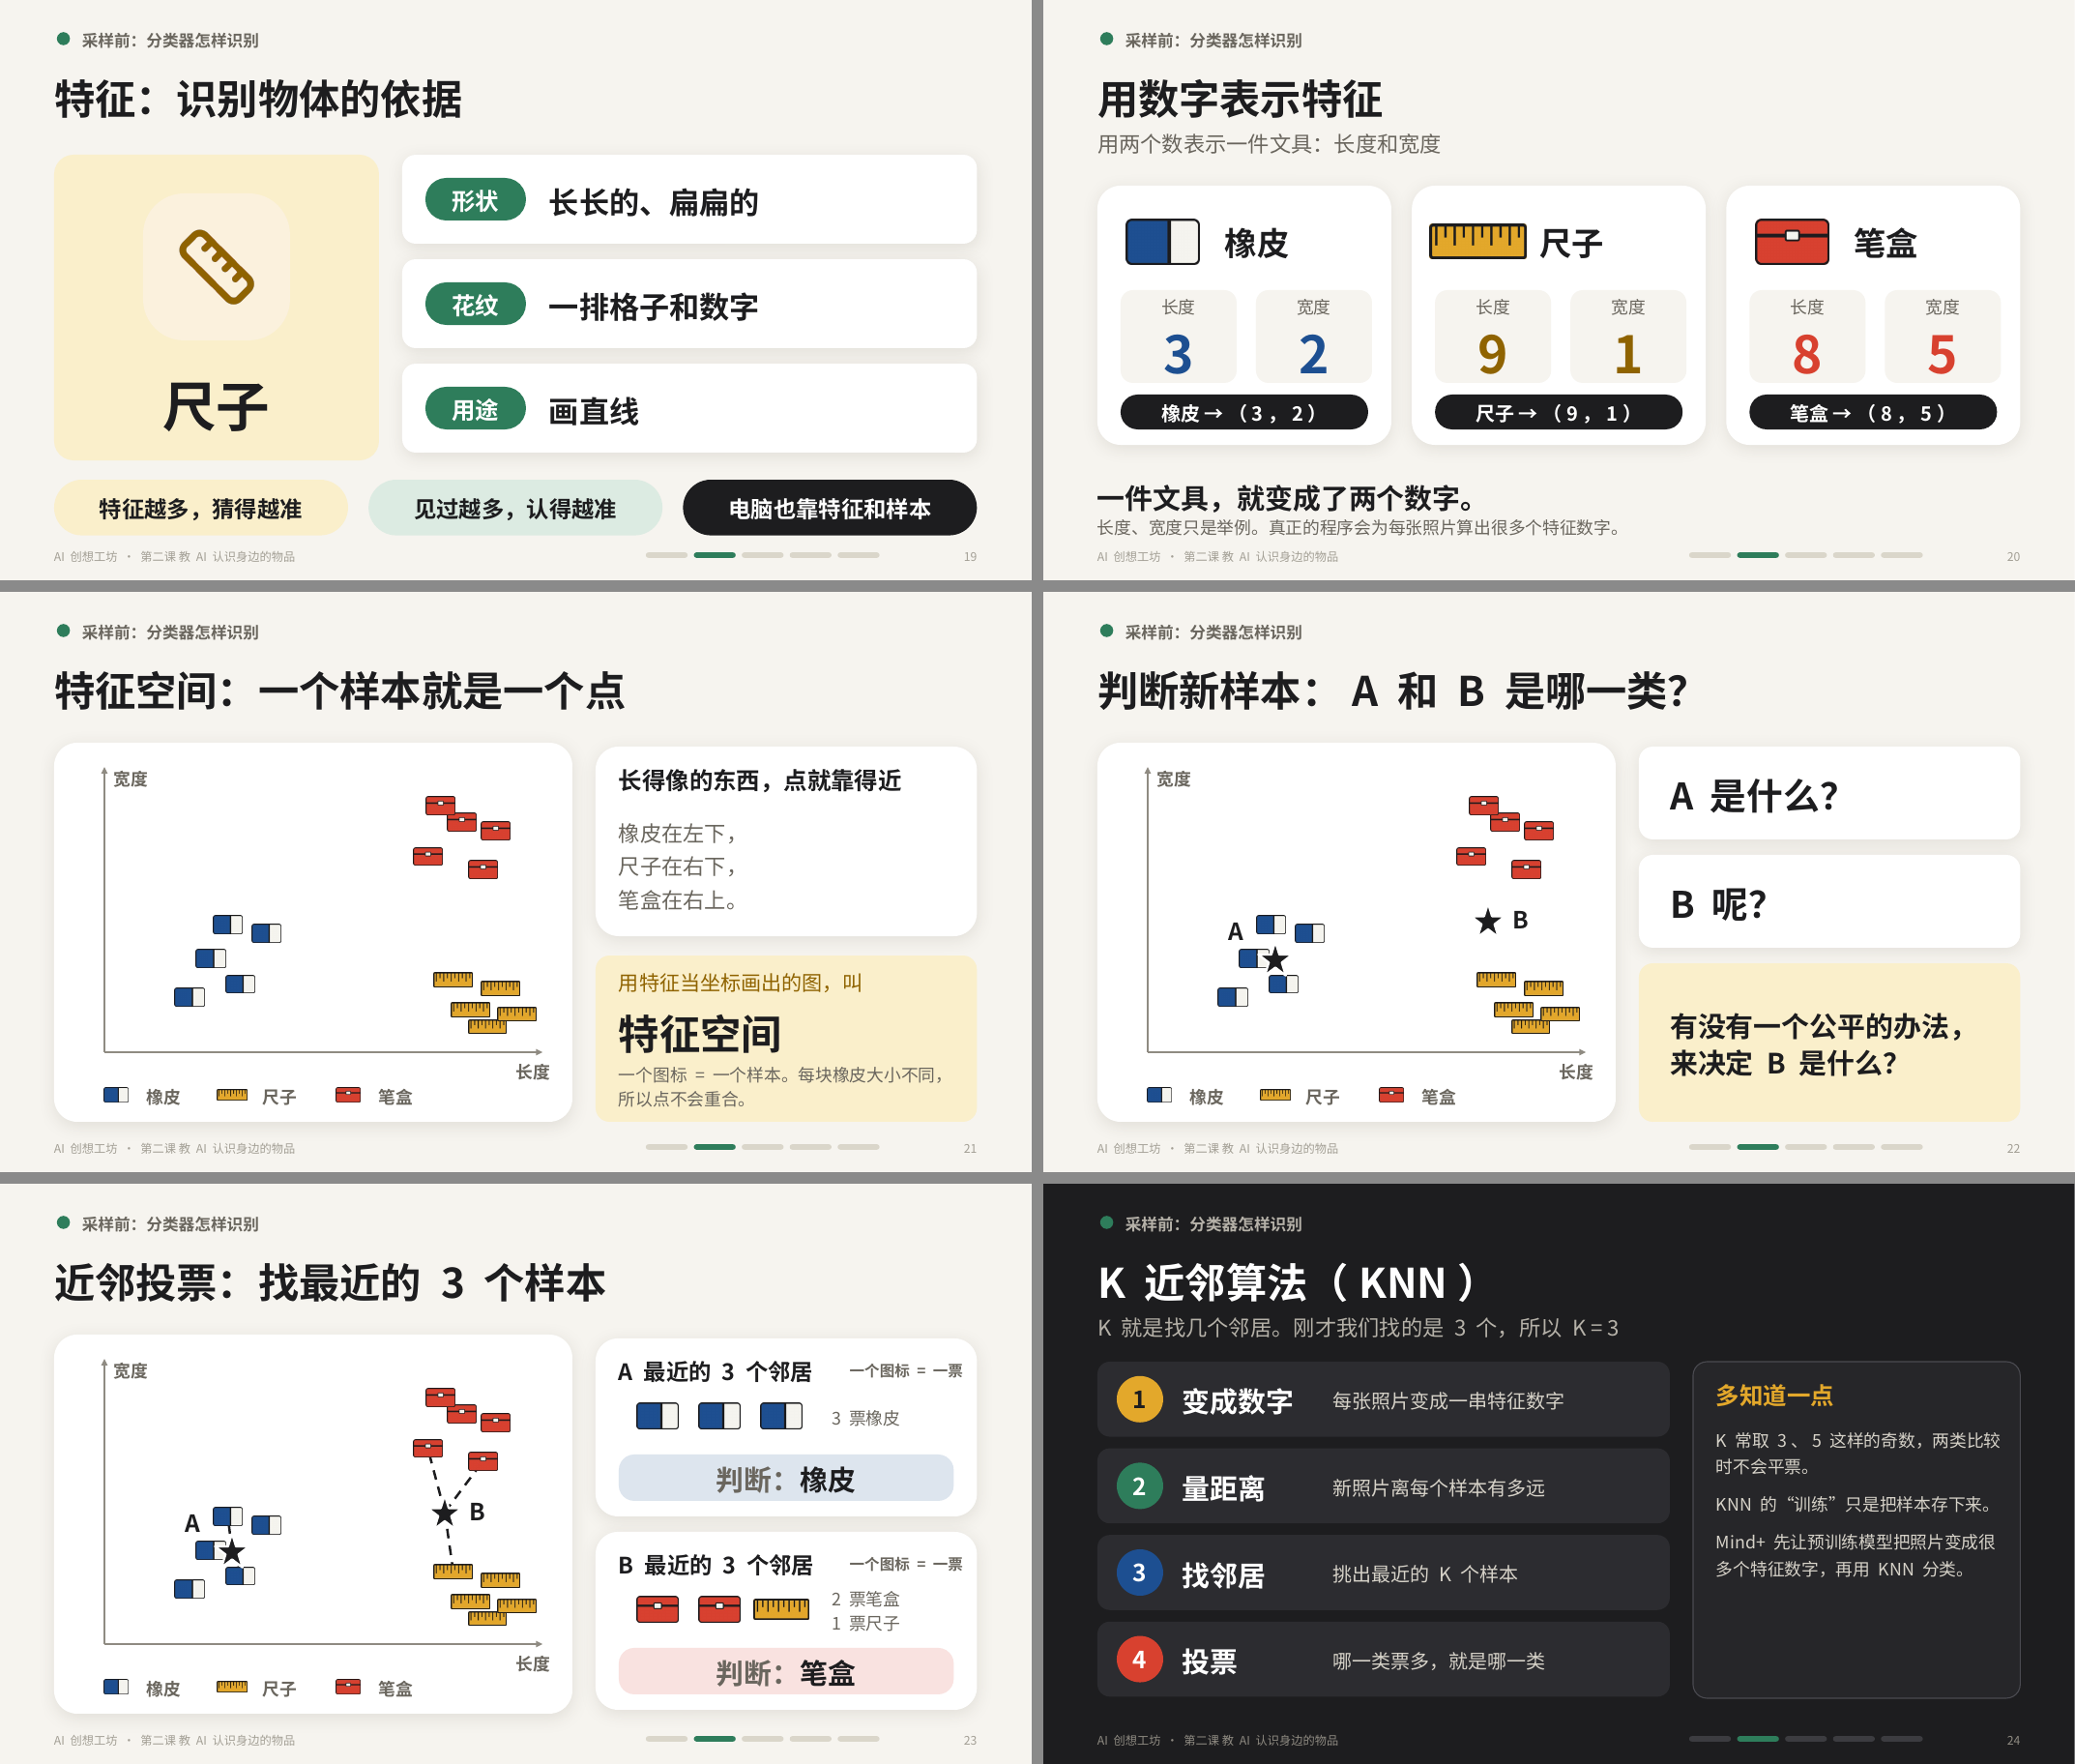 采样前：分类器怎样识别
特征：识别物体的依据
尺子
形状 长长的、扁扁的
花纹 一排格子和数字
用途 画直线
特征越多，猜得越准
见过越多，认得越准
电脑也靠特征和样本
AI 创想工坊 · 第二课 教 AI 认识身边的物品
19
采样前：分类器怎样识别
用数字表示特征
用两个数表示一件文具：长度和宽度
橡皮
长度 宽度
3 2
橡皮→（3，2）
尺子
长度 宽度
9 1
尺子→（9，1）
笔盒
长度 宽度
8 5
笔盒→（8，5）
一件文具，就变成了两个数字。
长度、宽度只是举例。真正的程序会为每张照片算出很多个特征数字。
AI 创想工坊 · 第二课 教 AI 认识身边的物品
20
采样前：分类器怎样识别
特征空间：一个样本就是一个点
宽度
长度
橡皮 尺子 笔盒
长得像的东西，点就靠得近
橡皮在左下，
尺子在右下，
笔盒在右上。
用特征当坐标画出的图，叫
特征空间
一个图标 = 一个样本。每块橡皮大小不同，
所以点不会重合。
AI 创想工坊 · 第二课 教 AI 认识身边的物品
21
采样前：分类器怎样识别
判断新样本： A 和 B 是哪一类？
宽度
A
B
长度
橡皮 尺子 笔盒
A 是什么？
B 呢？
有没有一个公平的办法，
来决定 B 是什么？
AI 创想工坊 · 第二课 教 AI 认识身边的物品
22
采样前：分类器怎样识别
近邻投票：找最近的 3 个样本
宽度
A
B
长度
橡皮 尺子 笔盒
A 最近的 3 个邻居 一个图标 = 一票
3 票橡皮
判断：橡皮
B 最近的 3 个邻居 一个图标 = 一票
2 票笔盒
1 票尺子
判断：笔盒
AI 创想工坊 · 第二课 教 AI 认识身边的物品
23
采样前：分类器怎样识别
K 近邻算法（KNN）
K 就是找几个邻居。刚才我们找的是 3 个，所以 K=3
1 变成数字 每张照片变成一串特征数字
2 量距离 新照片离每个样本有多远
3 找邻居 挑出最近的 K 个样本
4 投票 哪一类票多，就是哪一类
多知道一点
K 常取 3、5 这样的奇数，两类比较
时不会平票。
KNN 的“训练”只是把样本存下来。
Mind+ 先让预训练模型把照片变成很
多个特征数字，再用 KNN 分类。
AI 创想工坊 · 第二课 教 AI 认识身边的物品
24